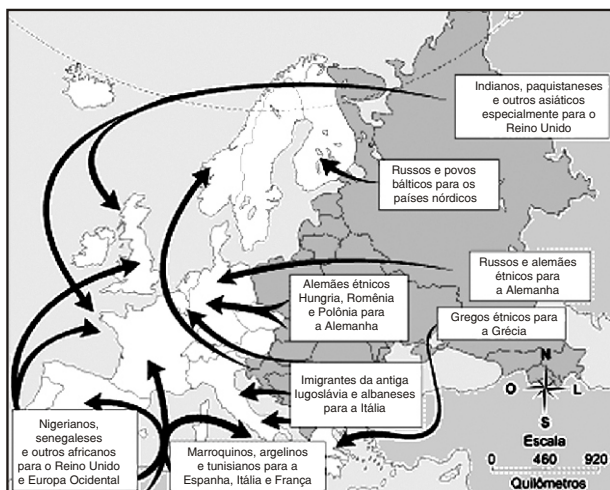 Indianos, paquistaneses
e outros asiáticos
especialmente para o
Reino Unido
Russos e povos
bálticos para os
países nórdicos
Russos e alemães
étnicos para
a Alemanha
Alemães étnicos
Hungria, Romênia
e Polônia para
a Alemanha
Gregos étnicos para
a Grécia
Imigrantes da antiga
Iugoslávia e albaneses
para a Itália
Nigerianos,
senegaleses
e outros africanos
para o Reino Unido
e Europa Ocidental
Marroquinos, argelinos
e tunisianos para a
Espanha, Itália e França
N
O L
S
Escala
0 460 920
Quilômetros